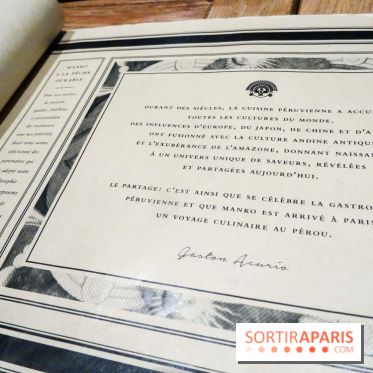 MANKO
& LA PÊCHE
DURABLE
DURANT DES SIÈCLES, LA CUISINE PÉRUVIENNE A ACCU
TOUTES LES CULTURES DU MONDE.
DES INFLUENCES D'EUROPE, DU JAPON, DE CHINE ET D'A
ONT FUSIONNÉ AVEC LA CULTURE ANDINE ANTIQU
ET L'EXUBÉRANCE DE L'AMAZONE, DONNANT NAISSAN
À UN UNIVERS UNIQUE DE SAVEURS, RÉVÉLÉES
ET PARTAGÉES AUJOURD'HUI.
LE PARTAGE: C'EST AINSI QUE SE CÉLÈBRE LA GASTRO
PÉRUVIENNE ET QUE MANKO EST ARRIVÉ À PARIS
UN VOYAGE CULINAIRE AU PÉROU.
Gaston Acurio
SORTIRAPARIS
.COM